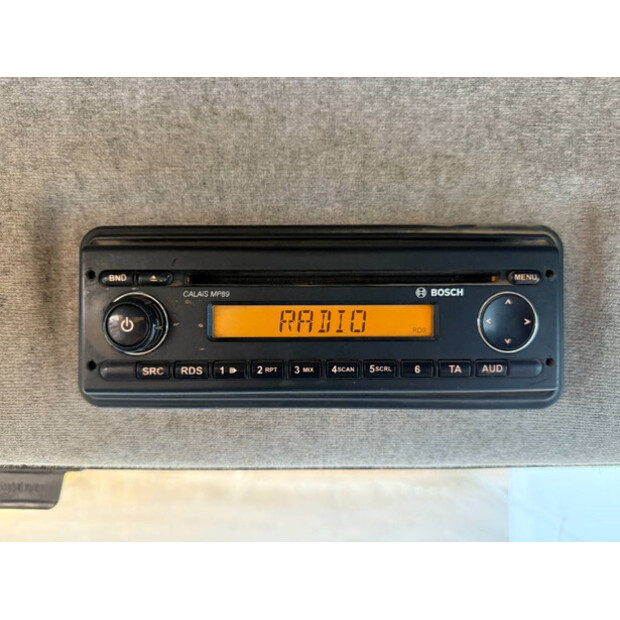 BND
MENU
CALAIS MP89
BOSCH
RADIO
RDS
SRC RDS 1 2 RPT 3 MIX 4SCAN 5SCRL 6 TA AUD